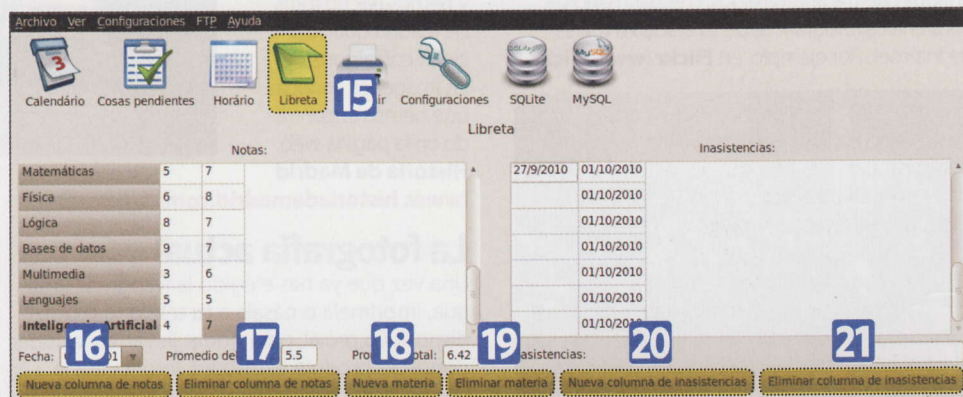 Archivo Ver Configuraciones FTP Ayuda
Calendário Cosas pendientes Horário Libreta 15 ir Configuraciones SQLite MySQL
Libreta
Notas: Inasistencias:
Matemáticas 5 7 27/9/2010 01/10/2010
Física 6 8 01/10/2010
Lógica 8 7 01/10/2010
Bases de datos 9 7 01/10/2010
Multimedia 3 6 01/10/2010
Lenguajes 5 5 01/10/2010
Inteligencia Artificial 4 7 01/10/2010
Fecha: 16 01 Promedio de 17 5.5 18 otal: 6.42 19 asistencias: 20 21
Nueva columna de notas Eliminar columna de notas Nueva materia Eliminar materia Nueva columna de inasistencias Eliminar columna de inasistencias